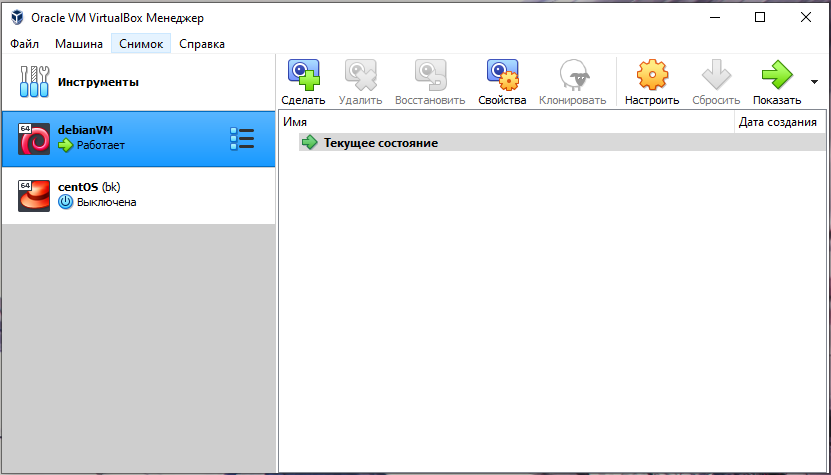 Oracle VM VirtualBox Менеджер
Файл Машина Снимок Справка
Инструменты
Сделать Удалить Восстановить Свойства Клонировать Настроить Сбросить Показать
Имя Дата создания
64 debianVM
Работает
Текущее состояние
64 centOS (bk)
Выключена